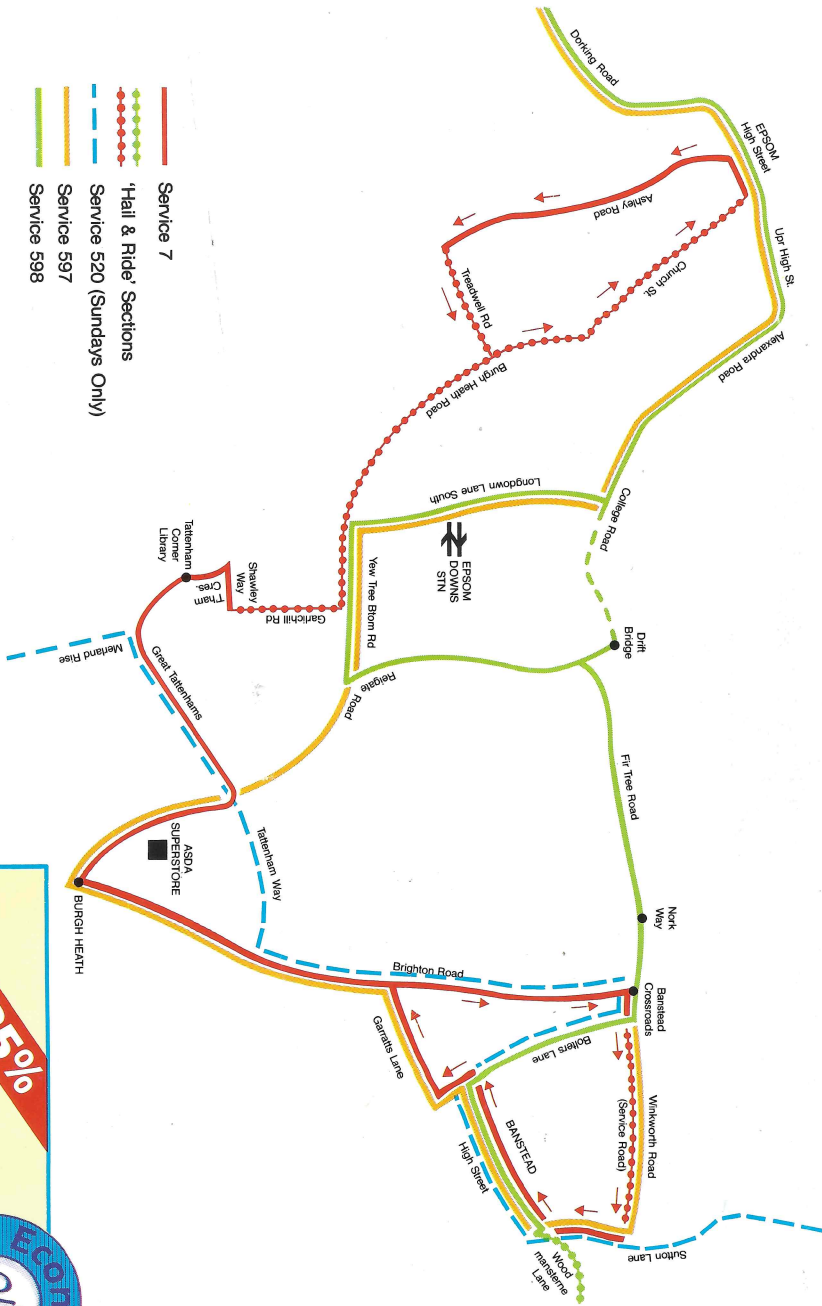 Dorking Road
EPSOM
High Street
Upr High St.
Alexandra Road
Ashley Road
Church St.
Treadwell Rd
Burgh Heath Road
College Road
Longdown Lane South
EPSOM
DOWNS
STN
Drift
Bridge
Yew Tree Btom Rd
Reigate
Road
Garlichill Rd
Shawley
Way
T'ham
Cres.
Tattenham
Corner
Library
Merland Rise
Great Tattenhams
Tattenham Way
ASDA
SUPERSTORE
BURGH HEATH
Fir Tree Road
Nork
Way
Banstead
Crossroads
Brighton Road
Garratts Lane
Bolters Lane
Winkworth Road
(Service Road)
BANSTEAD
High Street
Sutton Lane
Wood
mansterne
Lane
Service 7
'Hail & Ride' Sections
Service 520 (Sundays Only)
Service 597
Service 598
5%
Econ